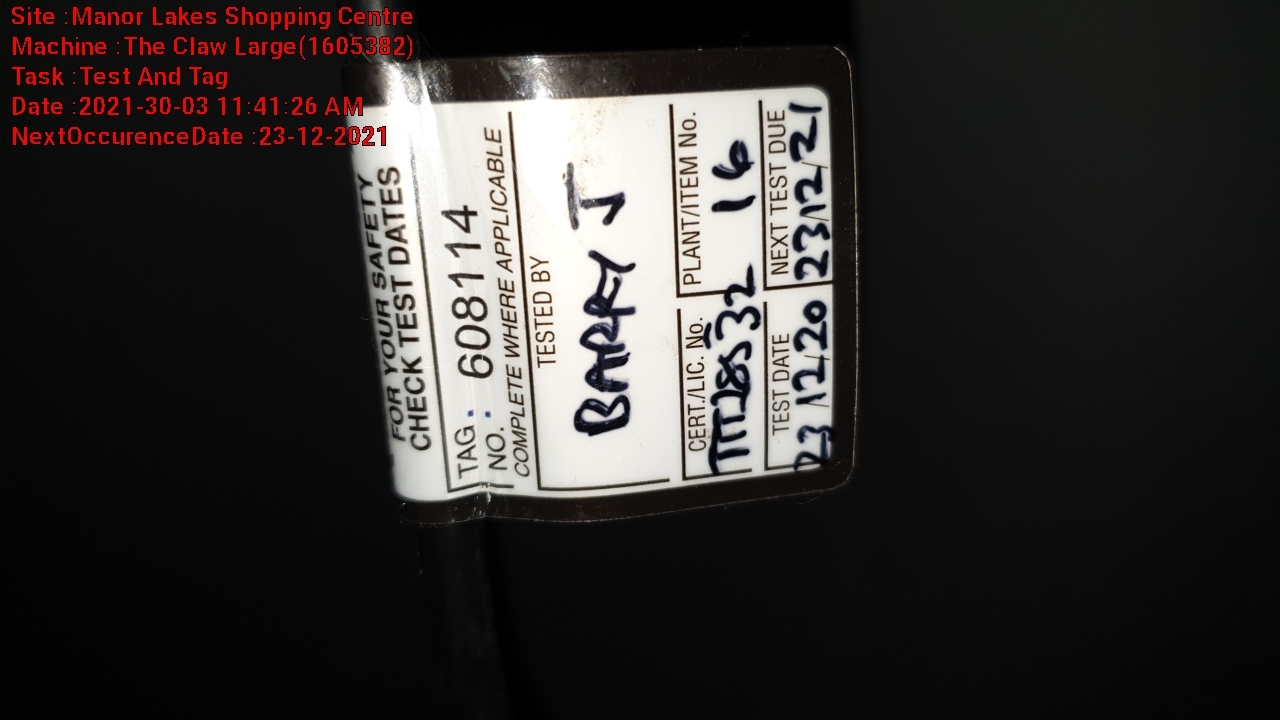 Site :Manor Lakes Shopping Centre
Machine :The Claw Large(1605382)
Task :Test And Tag
Date :2021-30-03 11:41:26 AM
NextOccurenceDate :23-12-2021
FOR YOUR SAFETY
CHECK TEST DATES
TAG : 608114
NO. :
COMPLETE WHERE APPLICABLE
TESTED BY
BARRY J
CERT./LIC. No. PLANT/ITEM No.
TTT28532 16
TEST DATE NEXT TEST DUE
23/12/20 23/12/21